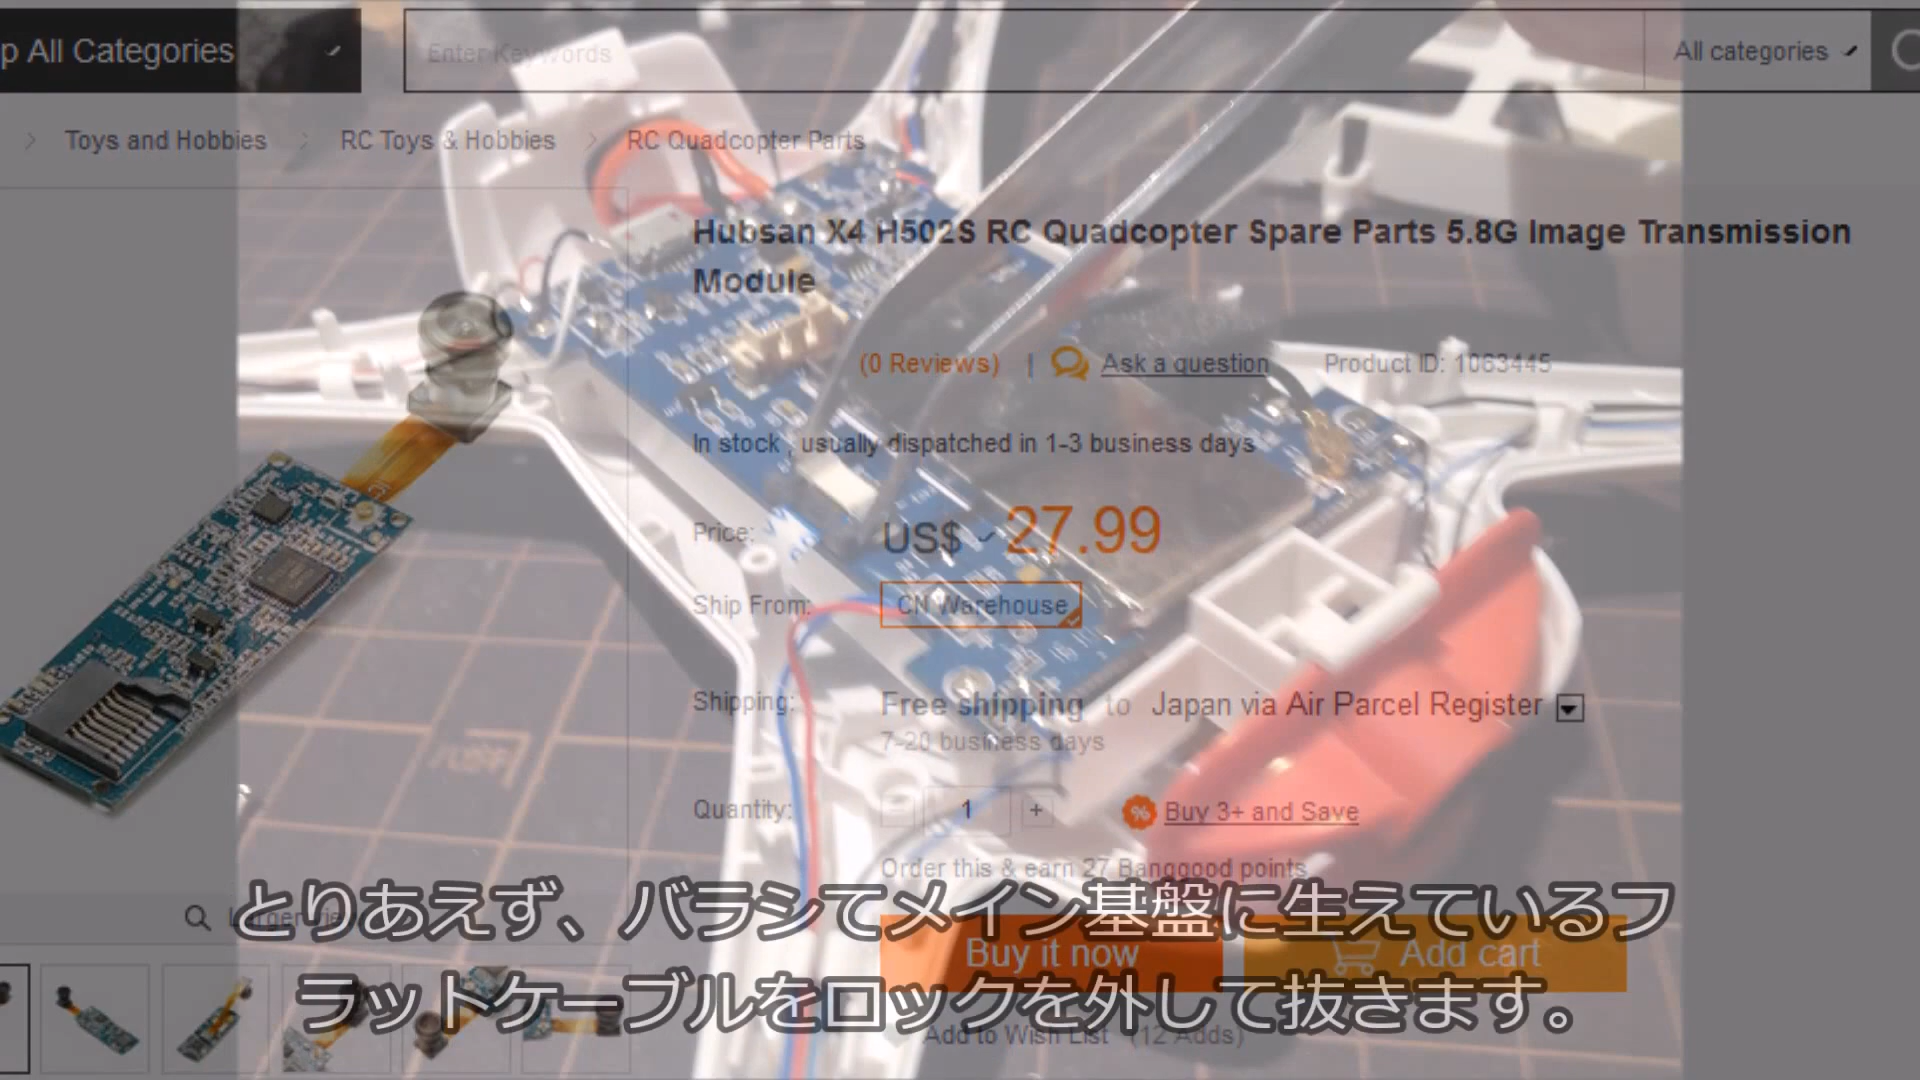 p All Categories
Enter Keywords
All categories
Toys and Hobbies
RC Toys & Hobbies
RC Quadcopter Parts
Hubsan X4 H502S RC Quadcopter Spare Parts 5.8G Image Transmission
Module
(0 Reviews) | Ask a question Product ID: 1063445
In stock , usually dispatched in 1-3 business days
Price: US$ 27.99
Ship From: CN Warehouse
Shipping: Free shipping to Japan via Air Parcel Register
7-20 business days
Quantity: - 1 + Buy 3+ and Save
Order this & earn 27 Banggood points
Larger view
とりあえず、バラシてメイン基盤に生えているフ
Buy it now Add cart
ラットケーブルをロックを外して抜きます。
Add to Wish List (12 Adds)